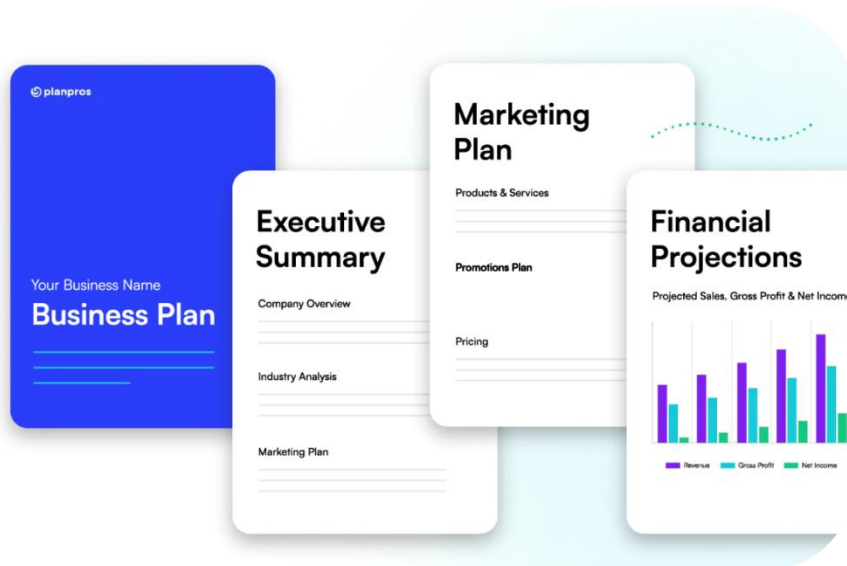 planpros
Your Business Name
Business Plan
Executive
Summary
Company Overview
Industry Analysis
Marketing Plan
Marketing
Plan
Products & Services
Promotions Plan
Pricing
Financial
Projections
Projected Sales, Gross Profit & Net Income
Revenue
Gross Profit
Net Income